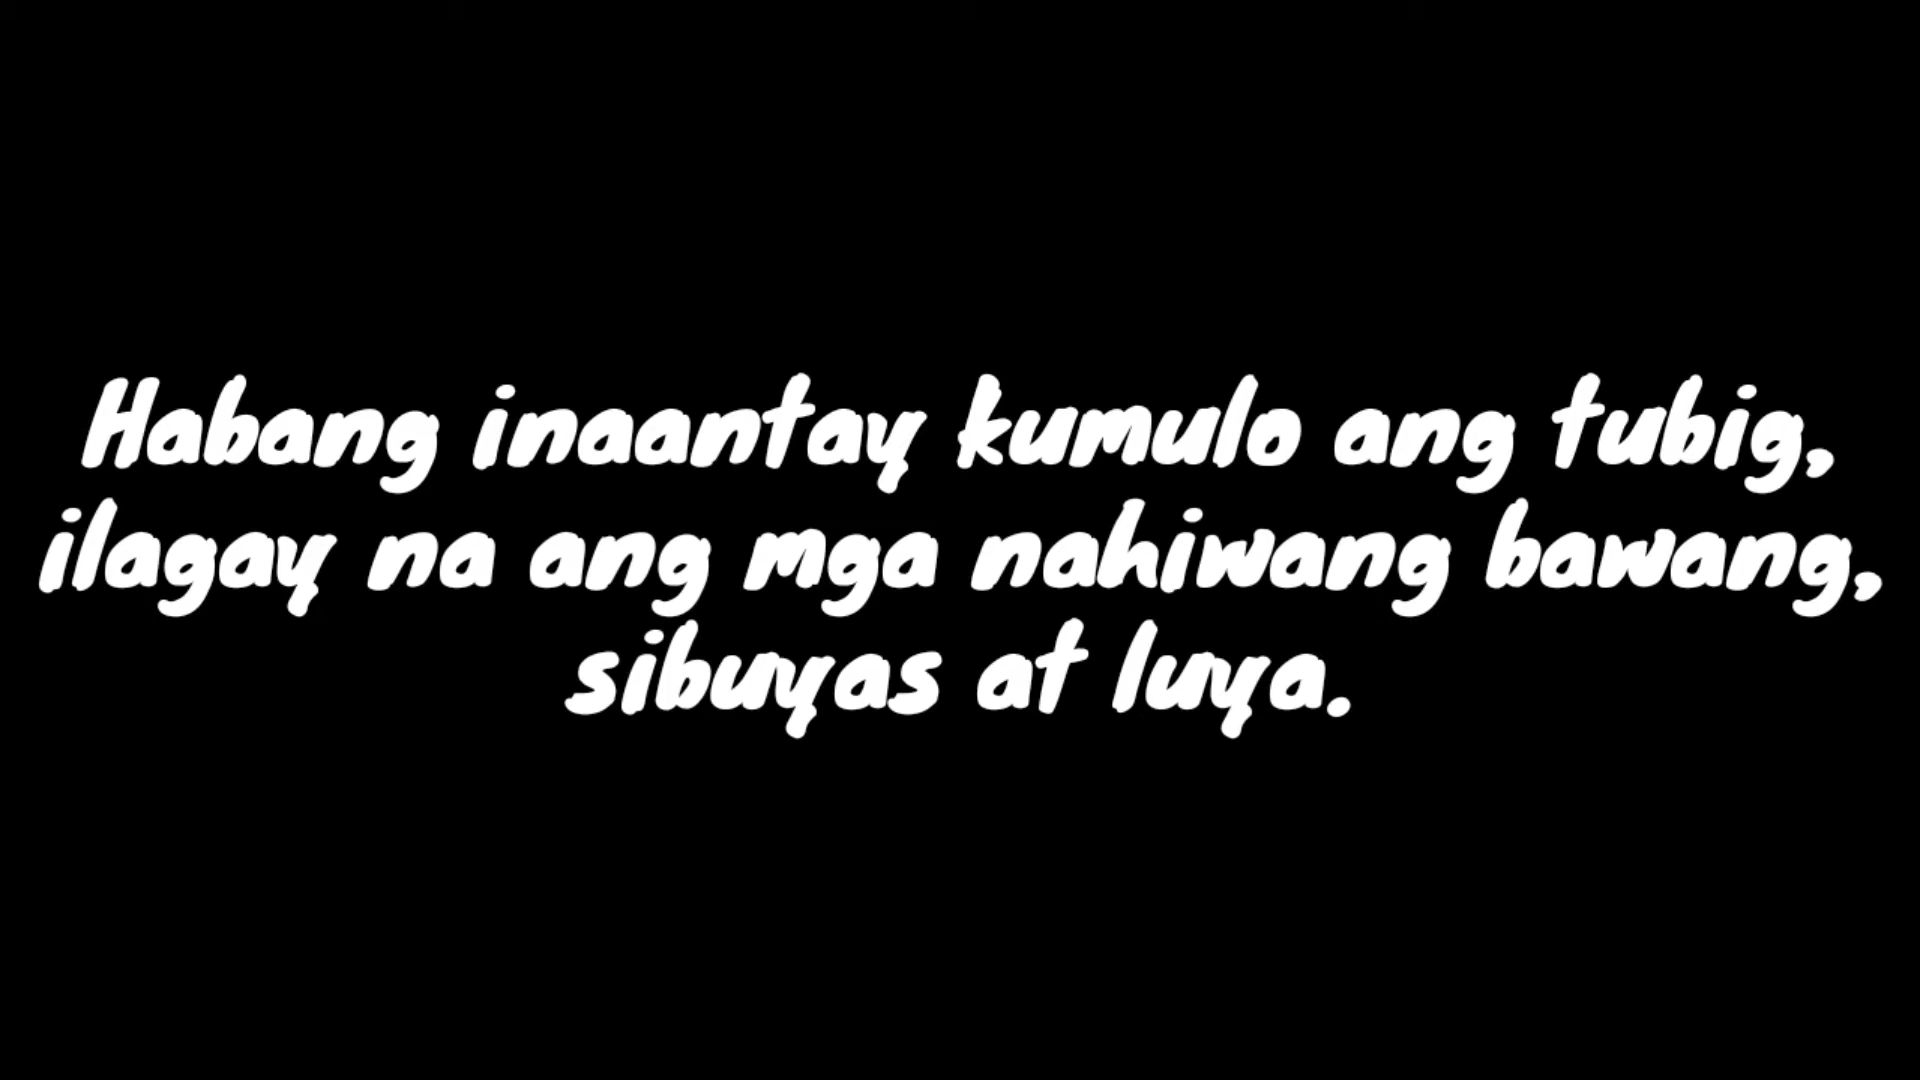 Habang inaantay kumulo ang tubig,
ilagay na ang mga nahiwang bawang,
sibuyas at luya.